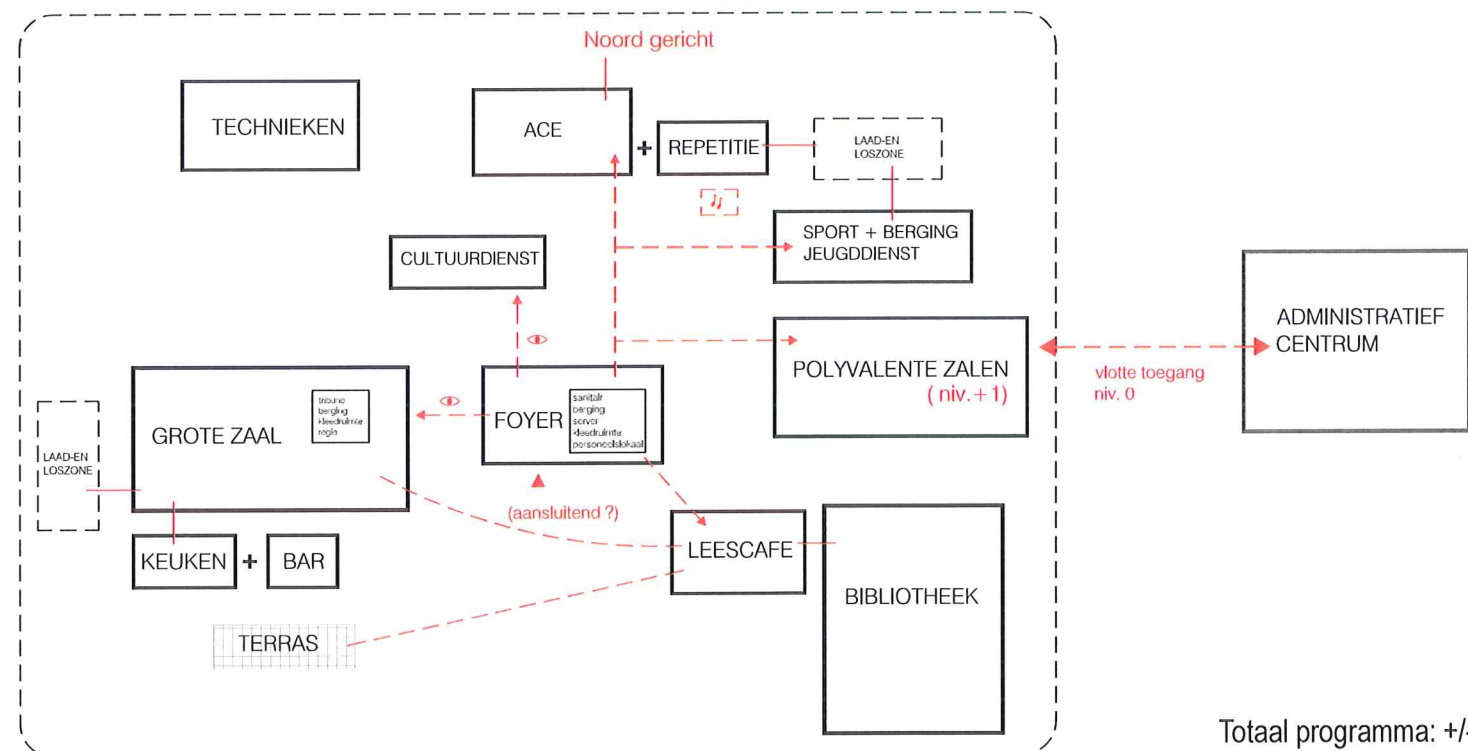 Noord gericht
TECHNIEKEN
ACE
+
REPETITIE
LAAD-EN
LOSZONE
SPORT + BERGING
JEUGDDIENST
CULTUURDIENST
ADMINISTRATIEF
CENTRUM
POLYVALENTE ZALEN
( niv.+1)
vlotte toegang
niv. 0
GROTE ZAAL
tribune
berging
kleedruimte
regie
FOYER
sanitair
berging
server
kleedruimte
personeelslokaal
LAAD-EN
LOSZONE
(aansluitend ?)
KEUKEN + BAR
LEESCAFE
BIBLIOTHEEK
TERRAS
Totaal programma: +/-